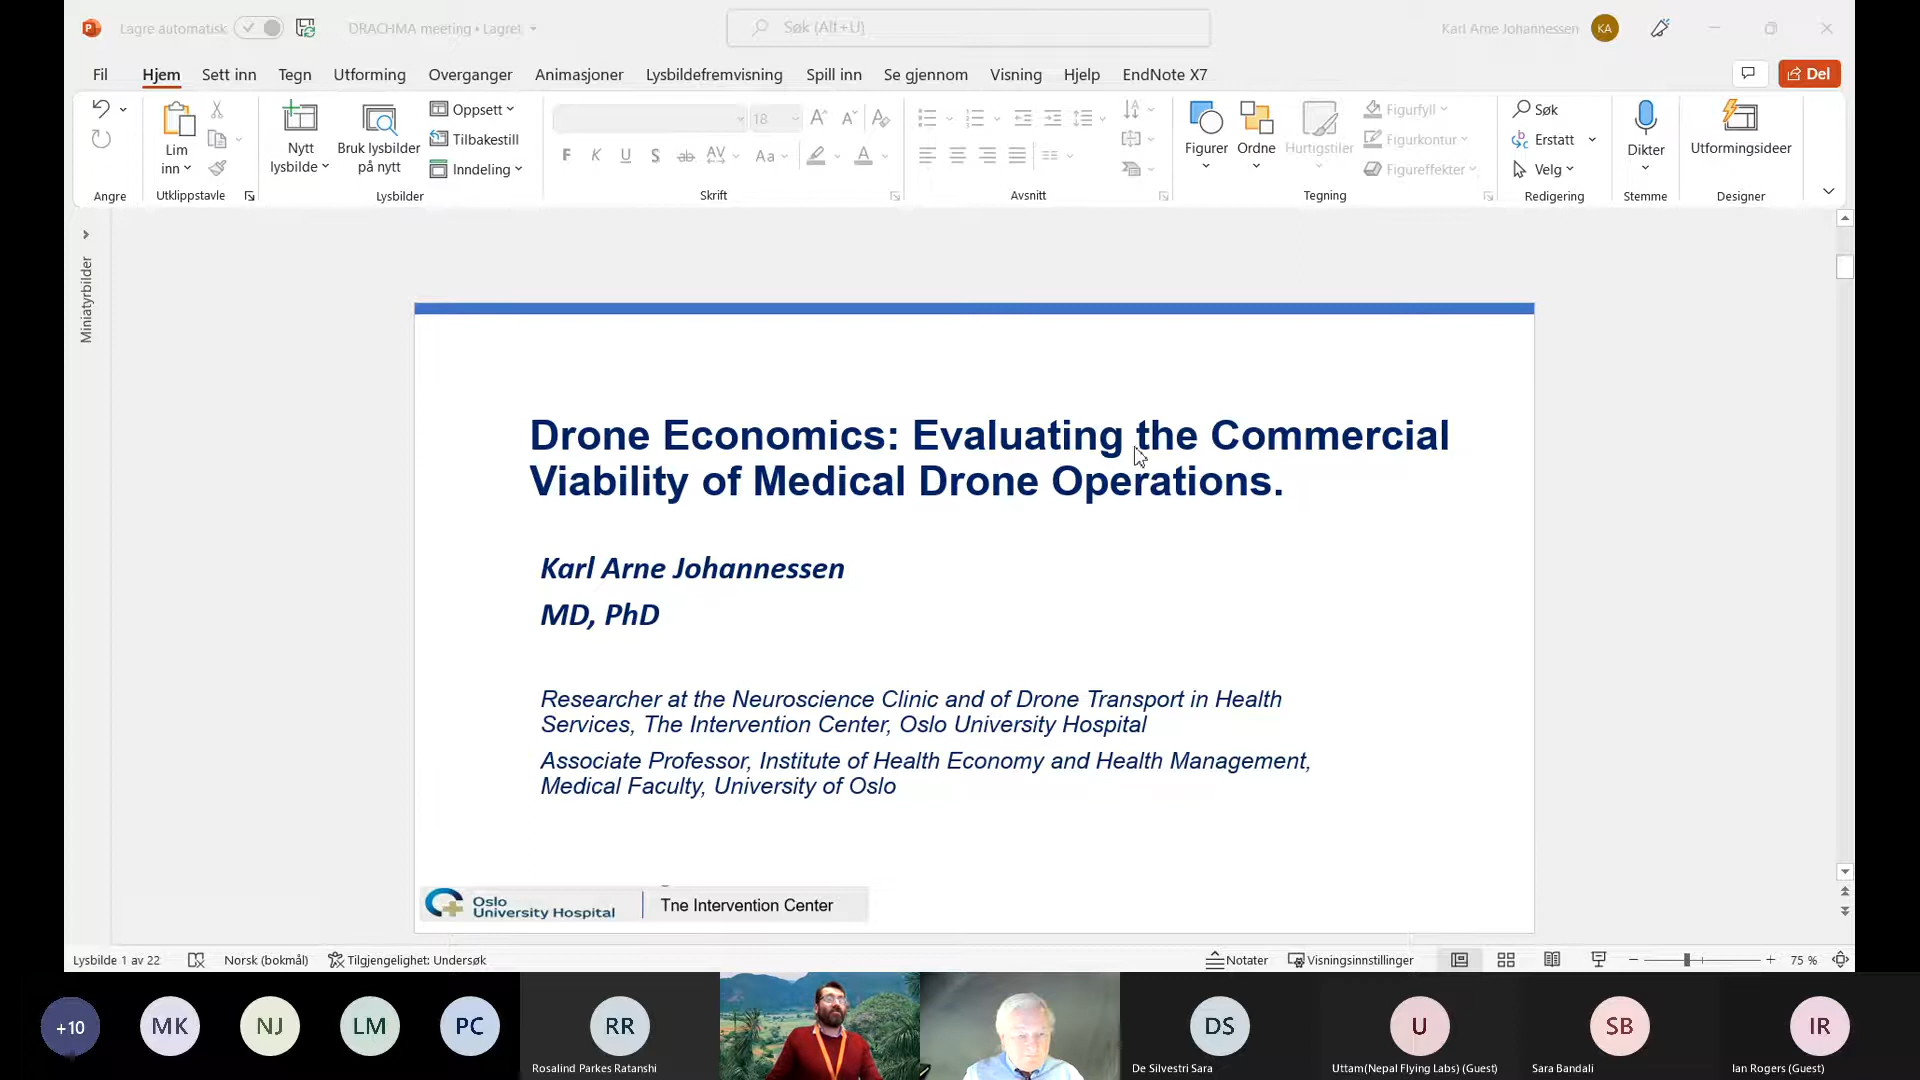 Lagre automatisk
DRACHMA meeting • Lagret
Søk (Alt+U)
Karl Arne Johannessen
KA
Fil
Hjem
Sett inn
Tegn
Utforming
Overganger
Animasjoner
Lysbildefremvisning
Spill inn
Se gjennom
Visning
Hjelp
EndNote X7
Del
Lim
inn
Nytt
lysbilde
Bruk lysbilder
på nytt
Oppsett
Tilbakestill
Inndeling
18
F K U S ab AV Aa A
Figurer
Ordne
Hurtigstiler
Figurfyll
Figurkontur
Figureffekter
Søk
Erstatt
Velg
Dikter
Utformingsideer
Angre
Utklippstavle
Lysbilder
Skrift
Avsnitt
Tegning
Redigering
Stemme
Designer
Miniatyrbilder
Drone Economics: Evaluating the Commercial
Viability of Medical Drone Operations.
Karl Arne Johannessen
MD, PhD
Researcher at the Neuroscience Clinic and of Drone Transport in Health
Services, The Intervention Center, Oslo University Hospital
Associate Professor, Institute of Health Economy and Health Management,
Medical Faculty, University of Oslo
Oslo
University Hospital
Tne Intervention Center
Lysbilde 1 av 22
Norsk (bokmål)
Tilgjengelighet: Undersøk
Notater
Visningsinnstillinger
75 %
+10
MK
NJ
LM
PC
RR
Rosalind Parkes Ratanshi
DS
De Silvestri Sara
U
Uttam(Nepal Flying Labs) (Guest)
SB
Sara Bandali
IR
Ian Rogers (Guest)